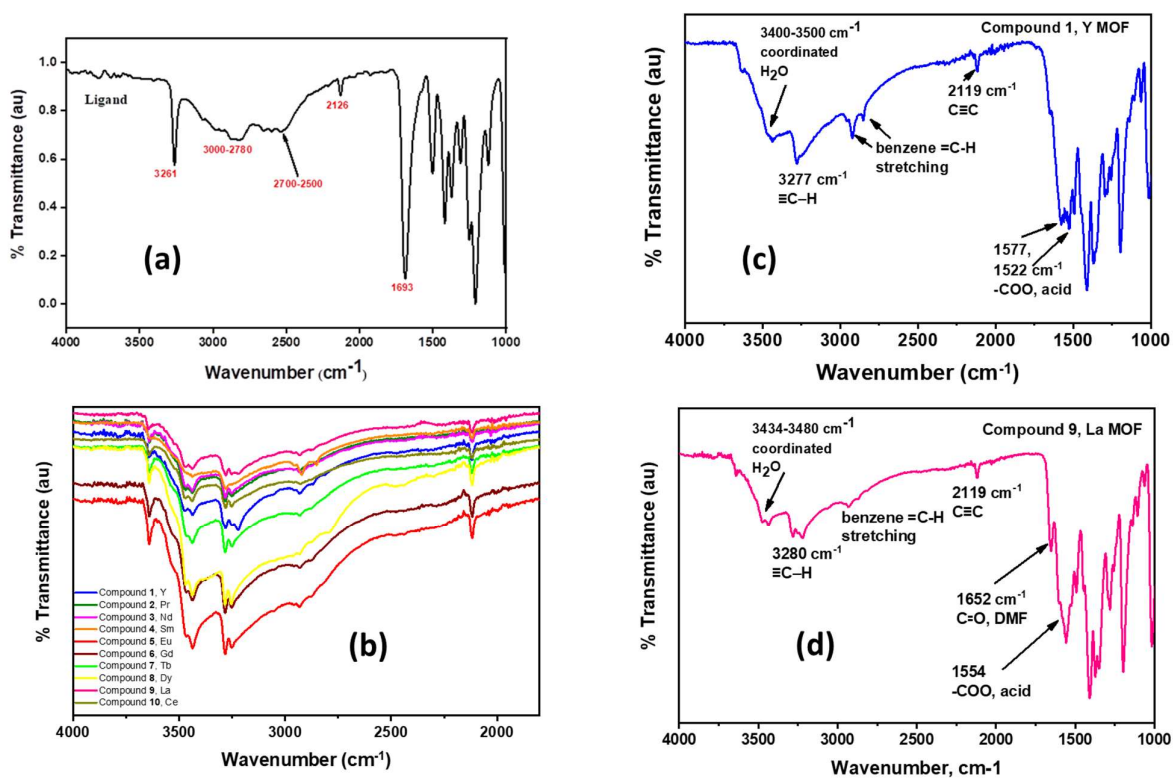 (a)
% Transmittance (au)
1.0
0.8
0.6
0.4
0.2
0.0
Ligand
3261
3000-2780
2700-2500
2126
1693
4000 3500 3000 2500 2000 1500 1000
Wavenumber (cm-1)
(c)
Compound 1, Y MOF
% Transmittance (au)
3400-3500 cm-1
coordinated
H2O
3277 cm-1
≡C–H
benzene =C-H
stretching
2119 cm-1
C≡C
1577,
1522 cm-1
-COO, acid
4000 3500 3000 2500 2000 1500 1000
Wavenumber (cm-1)
(b)
% Transmittance (au)
Compound 1, Y
Compound 2, Pr
Compound 3, Nd
Compound 4, Sm
Compound 5, Eu
Compound 6, Gd
Compound 7, Tb
Compound 8, Dy
Compound 9, La
Compound 10, Ce
4000 3500 3000 2500 2000
Wavenumber (cm-1)
(d)
Compound 9, La MOF
% Transmittance (au)
3434-3480 cm-1
coordinated
H2O
3280 cm-1
≡C–H
benzene =C-H
stretching
2119 cm-1
C≡C
1652 cm-1
C=O, DMF
1554
-COO, acid
4000 3500 3000 2500 2000 1500 1000
Wavenumber, cm-1